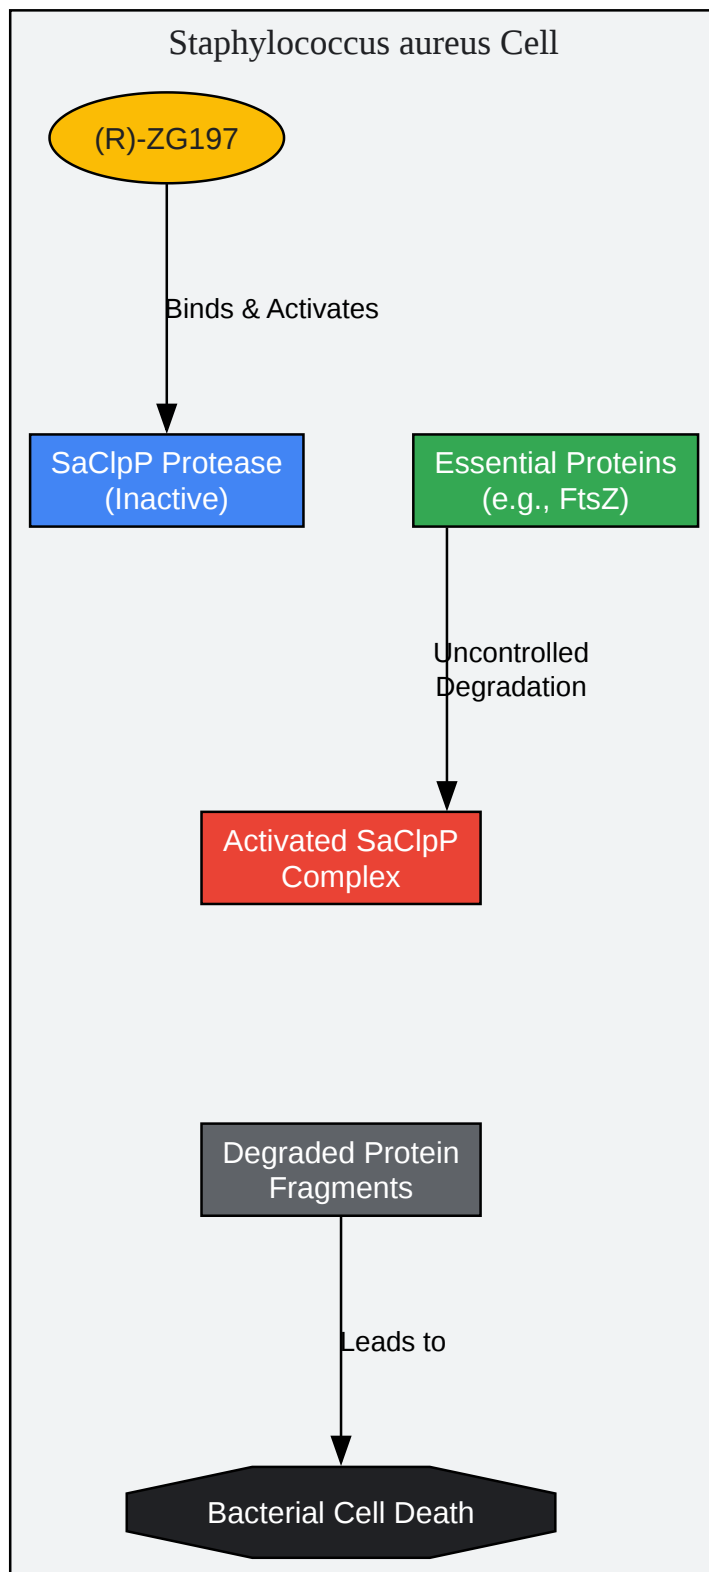 Staphylococcus aureus Cell
(R)-ZG197
Binds & Activates
SaClpP Protease
(Inactive)
Essential Proteins
(e.g., FtsZ)
Uncontrolled
Degradation
Activated SaClpP
Complex
Degraded Protein
Fragments
Leads to
Bacterial Cell Death